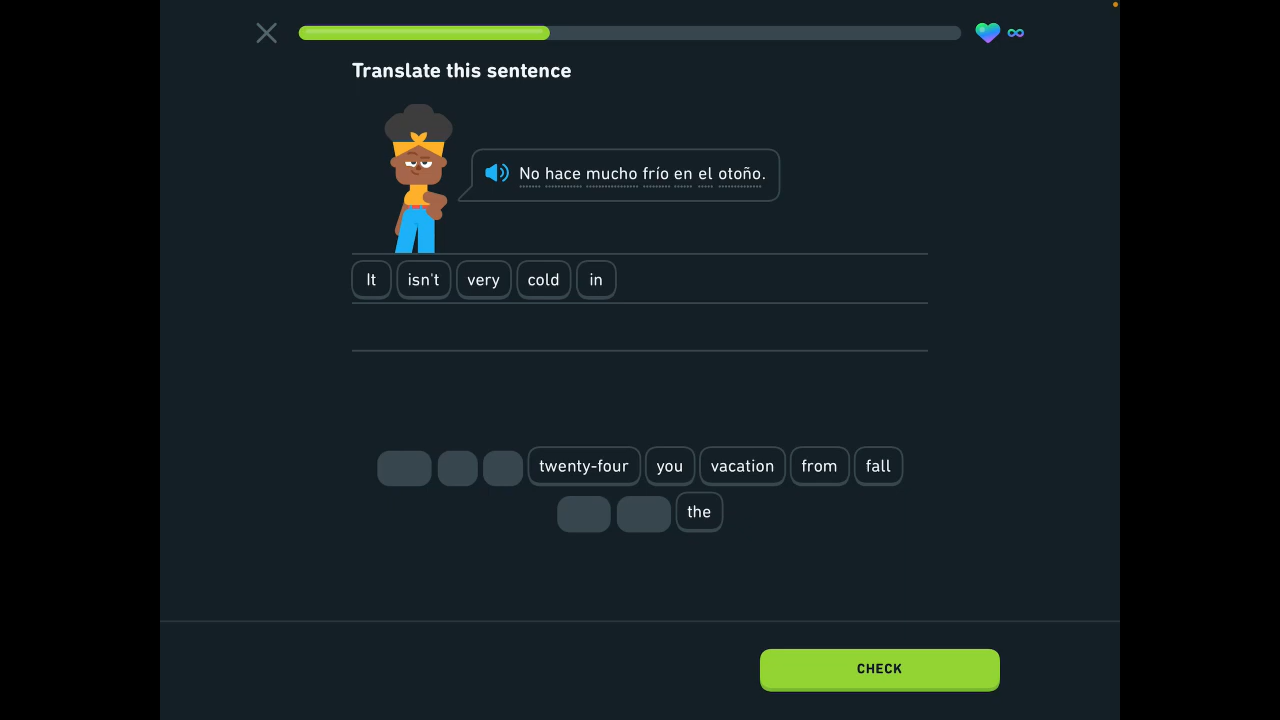 Translate this sentence
No hace mucho frío en el otoño.
It isn't very cold in
twenty-four you vacation from fall
the
CHECK